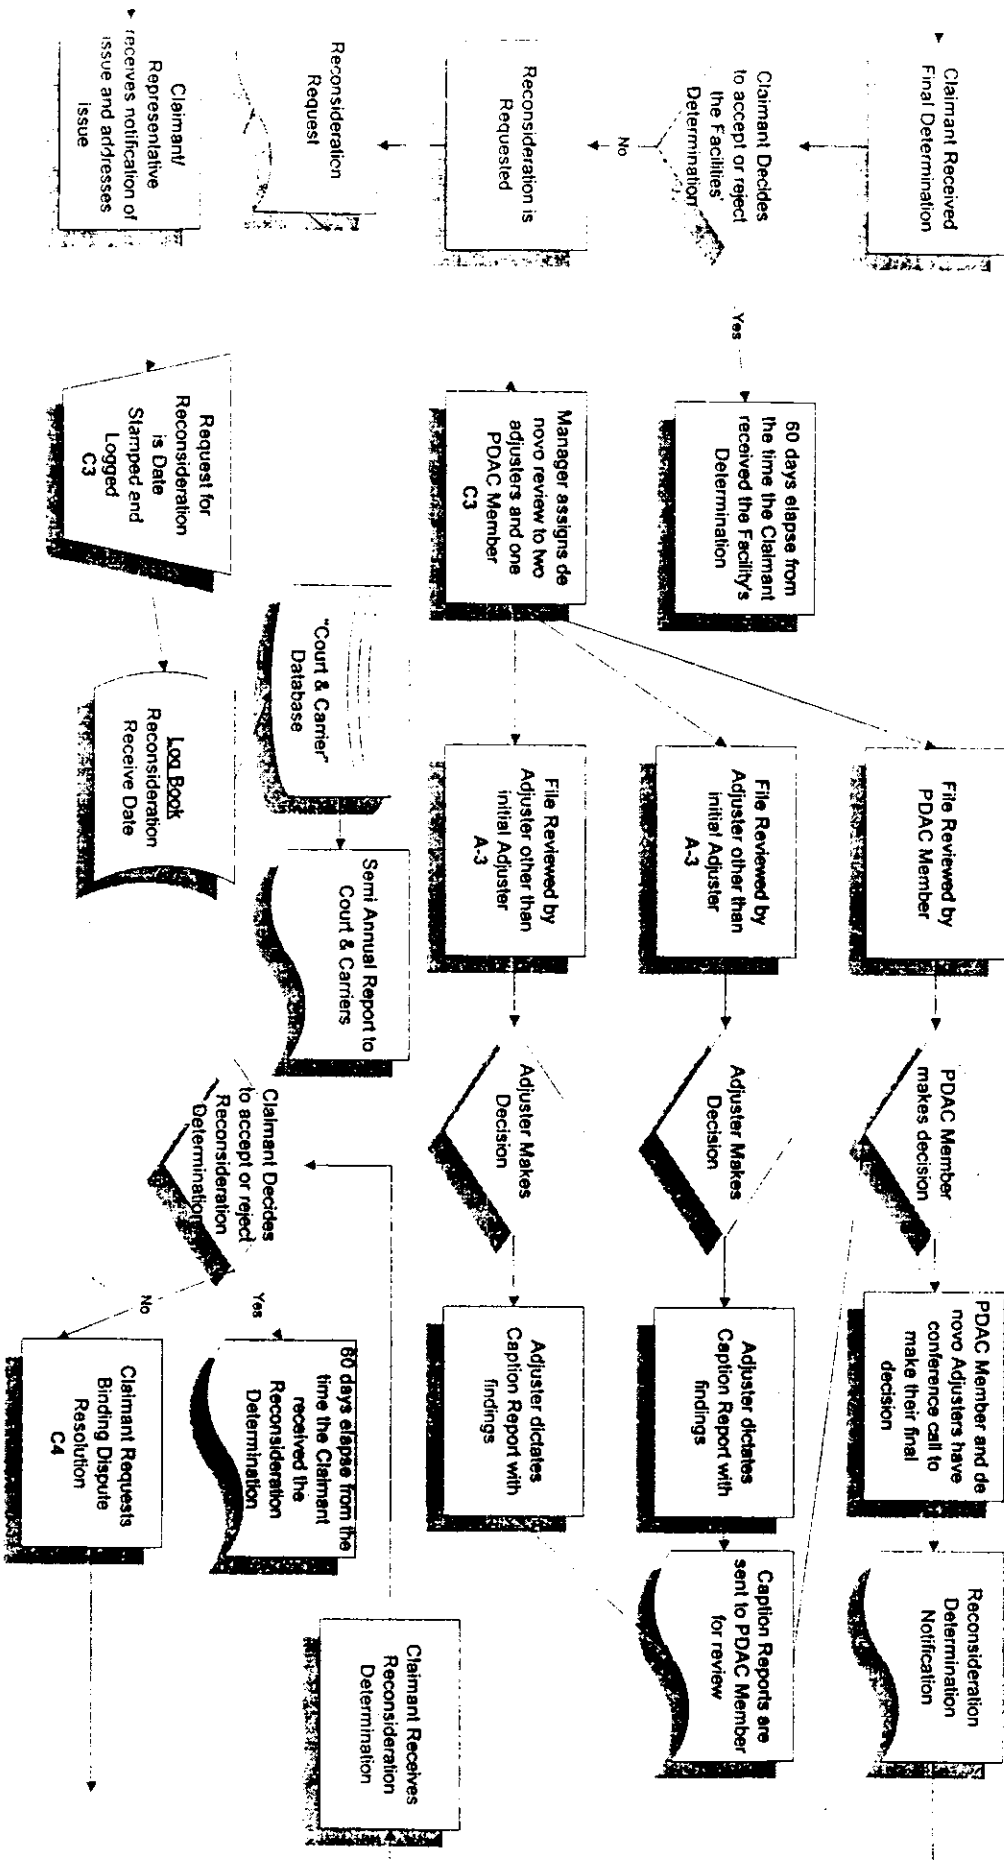 Claimant Received
Final Determination
Claimant Decides
to accept or reject
the Facilities'
Determination
No
Yes
Reconsideration is
Requested
Reconsideration
Request
Claimant/
Representative
receives notification of
issue and addresses
issue
60 days elapse from
the time the Claimant
received the Facility's
Determination
Manager assigns de
novo review to two
adjusters and one
PDAC Member
C3
"Court & Carrier"
Database
Request for
Reconsideration
is Date
Stamped end
Logged
C3
File Reviewed by
PDAC Member
File Reviewed by
Adjuster other than
initial Adjuster
A-3
File Reviewed by
Adjuster other than
initial Adjuster
A-3
Semi Annual Report to
Court & Carriers
Log Book
Reconsideration
Receive Date
PDAC Member
makes decision
Adjuster Makes
Decision
Adjuster Makes
Decision
Claimant Decides
to accept or reject
Reconsideration
Determination
Yes
No
PDAC Member and de
novo Adjusters have
conference call to
make their final
decision
Adjuster dictates
Caption Report with
findings
Adjuster dictates
Caption Report with
findings
60 days elapse from the
time the Claimant
received the
Reconsideration
Determination
Claimant Requests
Binding Dispute
Resolution
C4
Reconsideration
Determination
Notification
Caption Reports are
sent to PDAC Member
for review
Claimant Receives
Reconsideration
Determination